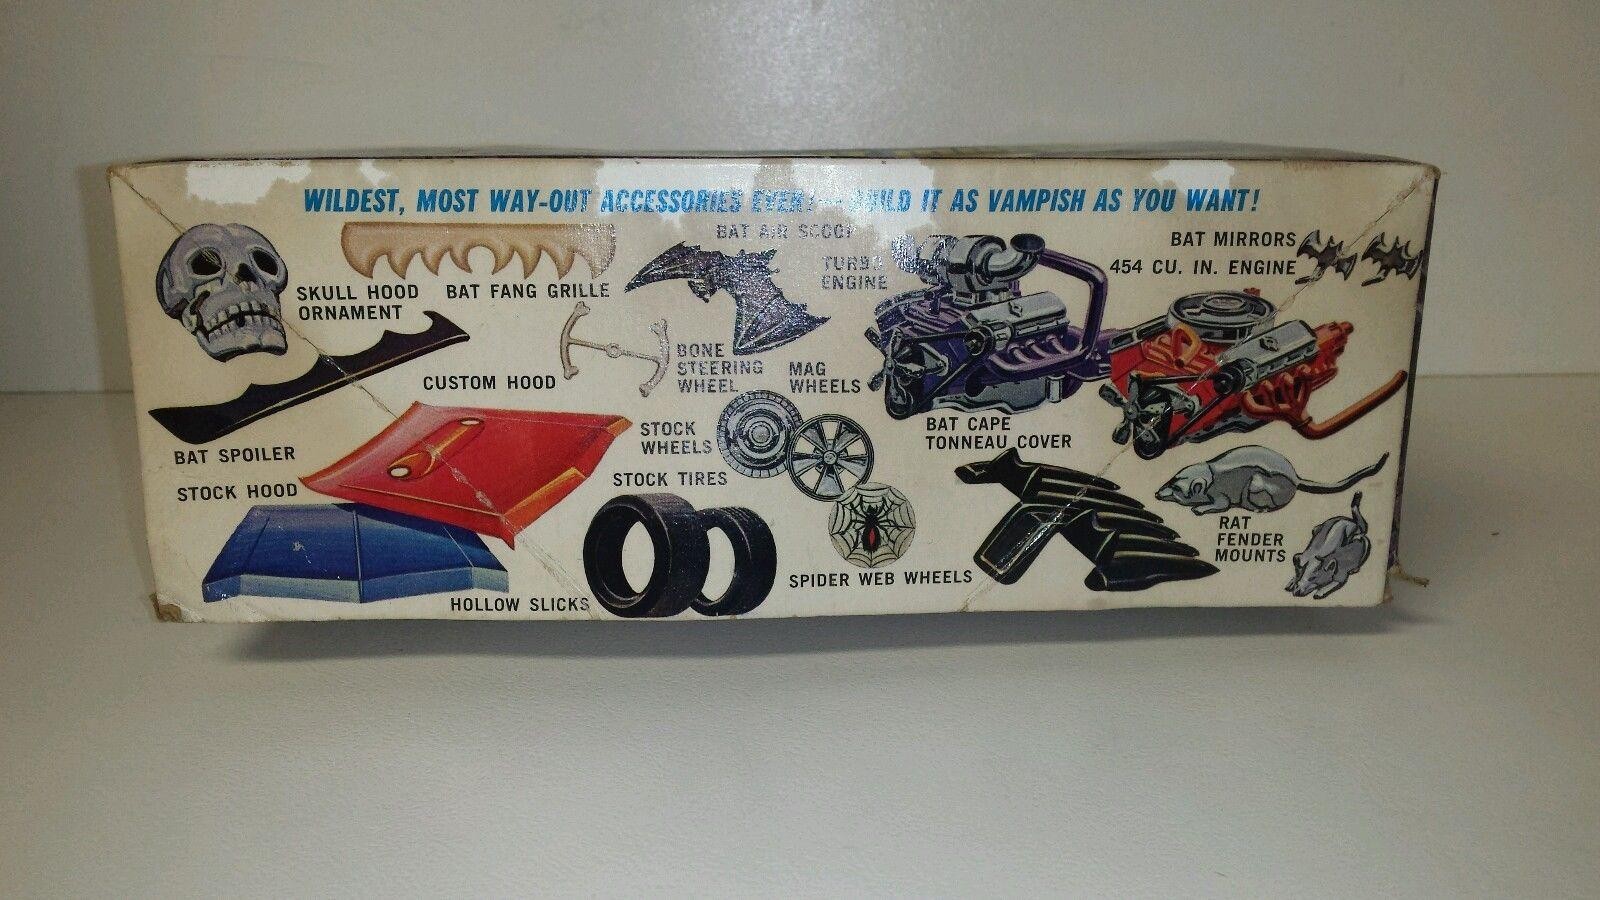 WILDEST, MOST WAY-OUT ACCESSORIES EVER! BUILD IT AS VAMPISH AS YOU WANT!
SKULL HOOD
ORNAMENT
BAT FANG GRILLE
BAT AIR SCOOP
TURBO
ENGINE
BAT MIRRORS
454 CU. IN. ENGINE
CUSTOM HOOD
BONE
STEERING
WHEEL
MAG
WHEELS
BAT SPOILER
STOCK HOOD
STOCK
WHEELS
STOCK TIRES
BAT CAPE
TONNEAU COVER
RAT
FENDER
MOUNTS
HOLLOW SLICKS
SPIDER WEB WHEELS